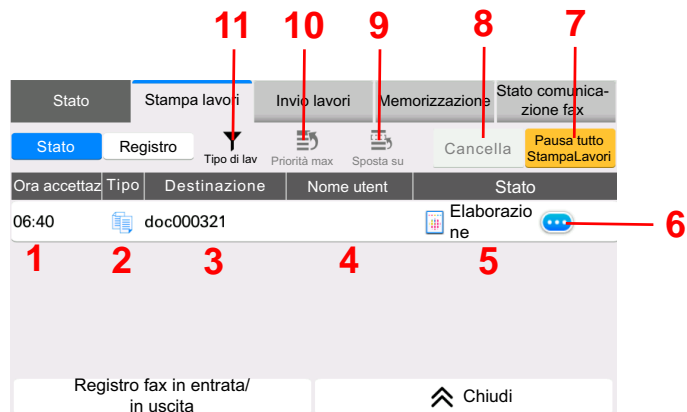 11 10 9 8 7
Stato Stampa lavori Invio lavori Memorizzazione Stato comunica-
zione fax
Stato Registro Tipo di lav Priorità max Sposta su Cancella Pausa tutto
StampaLavori
Ora accettaz Tipo Destinazione Nome utent Stato
06:40 doc000321 Elaborazio
ne
6
1 2 3 4 5
Registro fax in entrata/
in uscita
Chiudi